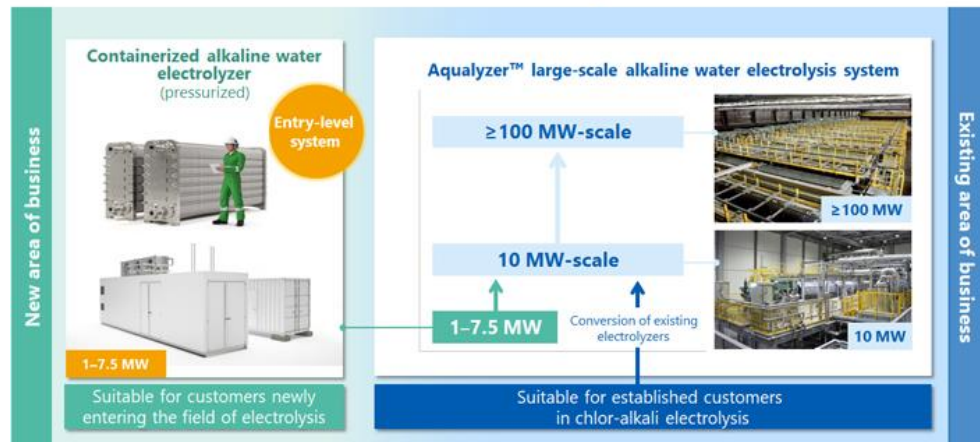 New area of business
Containerized alkaline water
electrolyzer
(pressurized)
Entry-level
system
1–7.5 MW
Suitable for customers newly
entering the field of electrolysis
Aqualyzer™ large-scale alkaline water electrolysis system
≥100 MW-scale
≥100 MW
10 MW-scale
10 MW
1–7.5 MW
Conversion of existing
electrolyzers
Suitable for established customers
in chlor-alkali electrolysis
Existing area of business